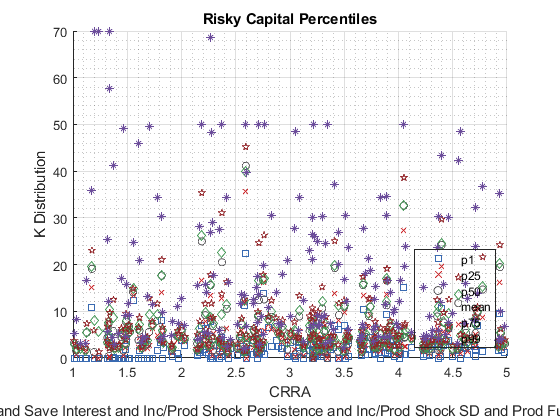 Risky Capital Percentiles
K Distribution
70
60
50
40
30
20
10
0
p1
p25
p50
mean
p75
p99
1
1.5
2
2.5
3
3.5
4
4.5
5
CRRA
and Save Interest and Inc/Prod Shock Persistence and Inc/Prod Shock SD and Prod Fu